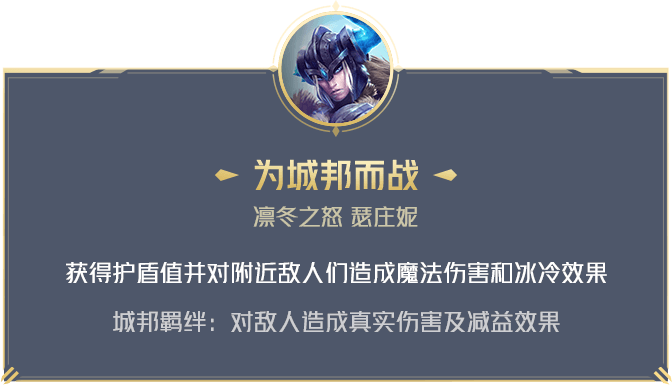 为城邦而战
凛冬之怒 瑟庄妮
获得护盾值并对附近敌人们造成魔法伤害和冰冷效果
城邦羁绊：对敌人造成真实伤害及减益效果